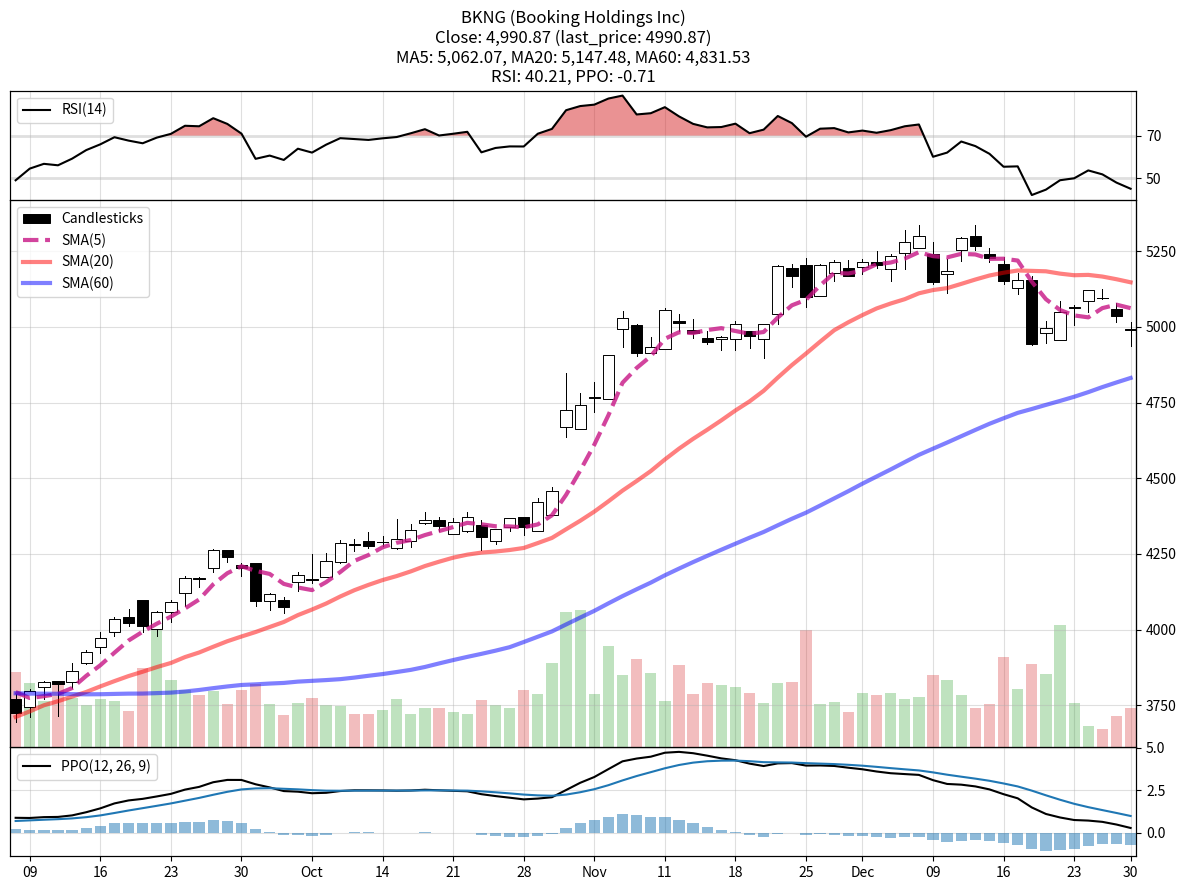 BKNG (Booking Holdings Inc)
Close: 4,990.87 (last_price: 4990.87)
MA5: 5,062.07, MA20: 5,147.48, MA60: 4,831.53
RSI: 40.21, PPO: -0.71
RSI(14)
70
50
Candlesticks
SMA(5)
SMA(20)
SMA(60)
5250
5000
4750
4500
4250
4000
3750
PPO(12, 26, 9)
5.0
2.5
0.0
09 16 23 30 Oct 14 21 28 Nov 11 18 25 Dec 09 16 23 30